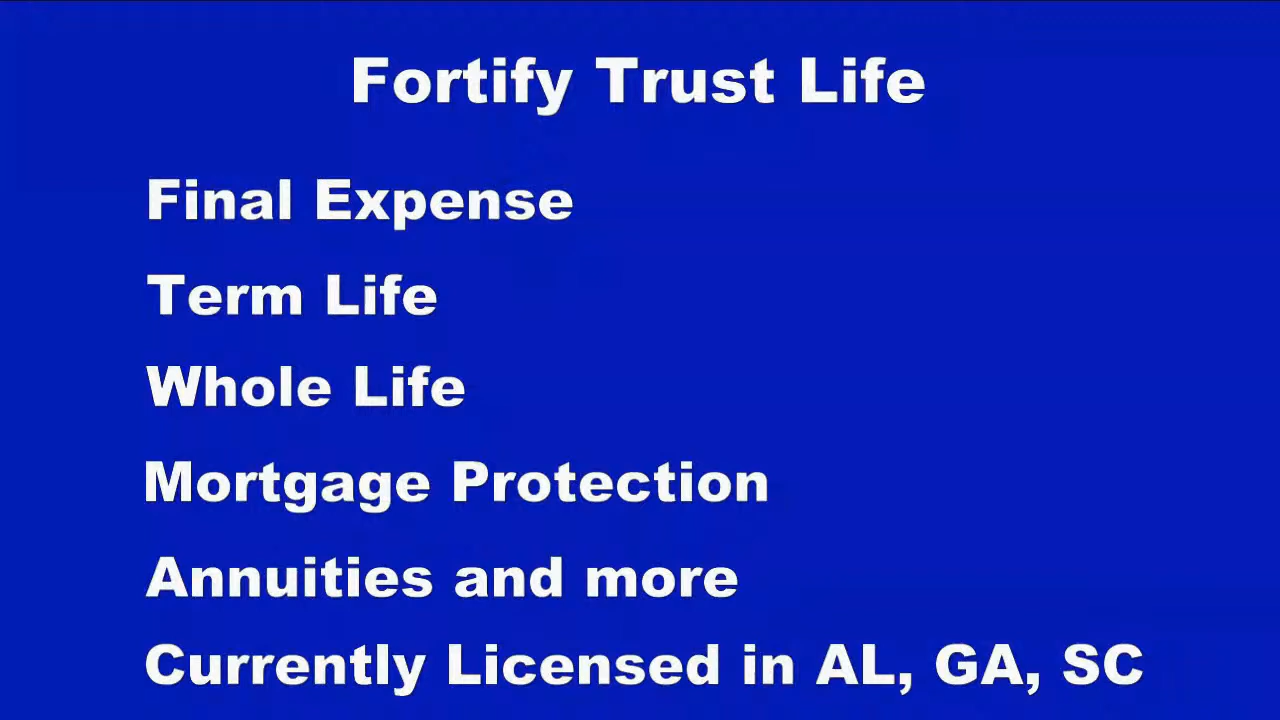 Fortify Trust Life
Final Expense
Term Life
Whole Life
Mortgage Protection
Annuities and more
Currently Licensed in AL, GA, SC